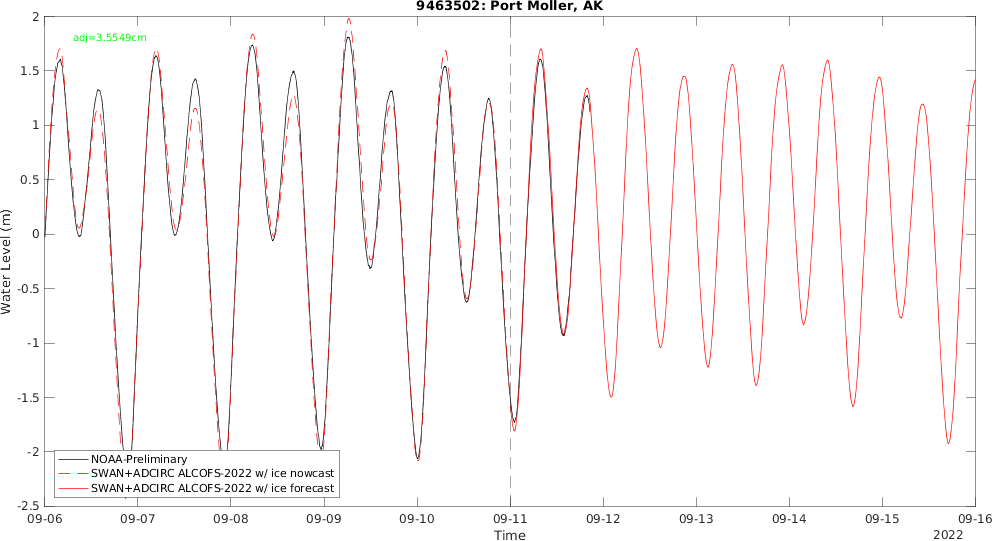 9463502: Port Moller, AK
adj=3.5549cm
Water Level (m)
2
1.5
1
0.5
0
-0.5
-1
-1.5
-2
-2.5
NOAA-Preliminary
SWAN+ADCIRC ALCOFS-2022 w/ ice nowcast
SWAN+ADCIRC ALCOFS-2022 w/ ice forecast
09-06 09-07 09-08 09-09 09-10 09-11 09-12 09-13 09-14 09-15 09-16
Time
2022